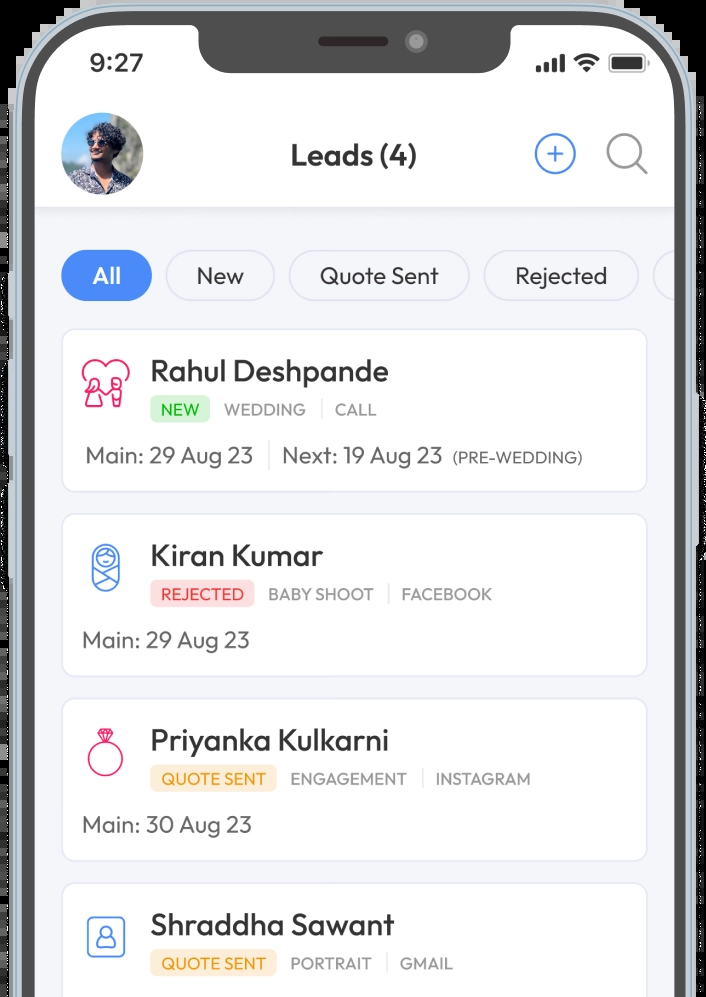 9:27
Leads (4)
All New Quote Sent Rejected
Rahul Deshpande
NEW WEDDING CALL
Main: 29 Aug 23 Next: 19 Aug 23 (PRE-WEDDING)
Kiran Kumar
REJECTED BABY SHOOT FACEBOOK
Main: 29 Aug 23
Priyanka Kulkarni
QUOTE SENT ENGAGEMENT INSTAGRAM
Main: 30 Aug 23
Shraddha Sawant
QUOTE SENT PORTRAIT GMAIL